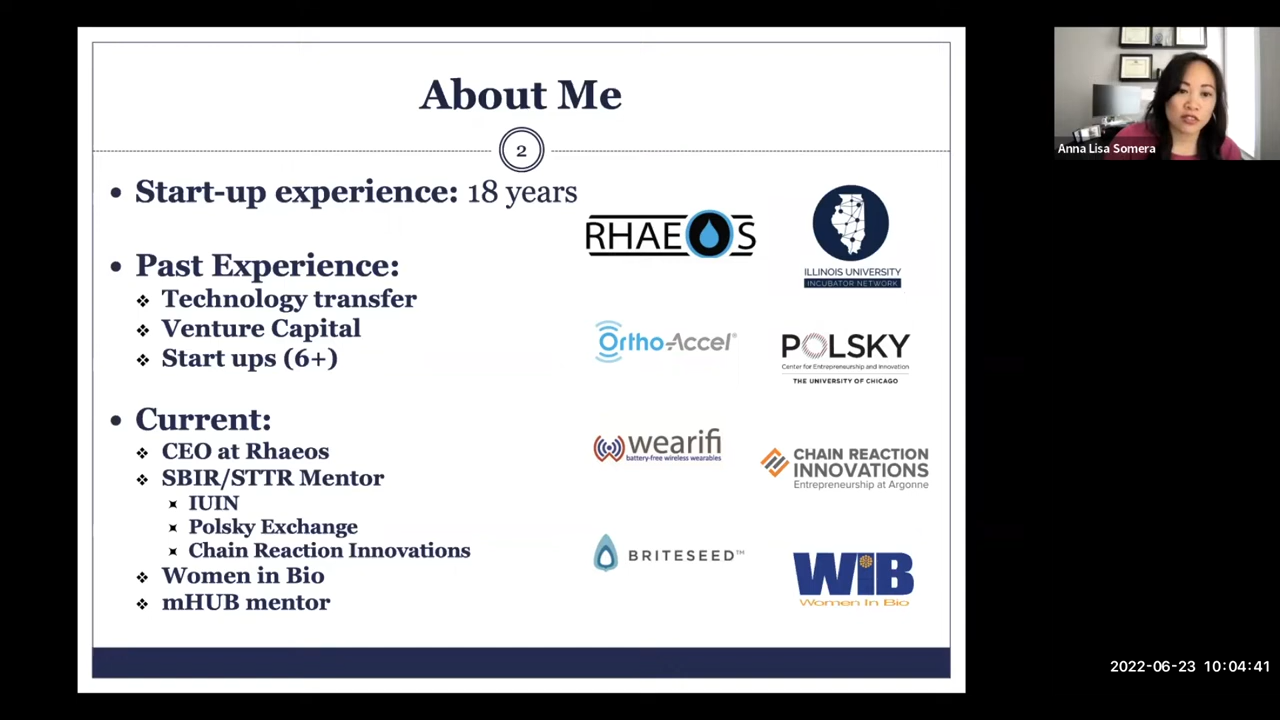 About Me
2
• Start-up experience: 18 years
• Past Experience:
❖ Technology transfer
❖ Venture Capital
❖ Start ups (6+)
• Current:
❖ CEO at Rhaeos
❖ SBIR/STTR Mentor
IUIN
Polsky Exchange
Chain Reaction Innovations
❖ Women in Bio
❖ mHUB mentor
RHAEOS
ILLINOIS UNIVERSITY
INCUBATOR NETWORK
OrthoAccel®
POLSKY
Center for Entrepreneurship and Innovation
THE UNIVERSITY OF CHICAGO
wearifi
battery-free wireless wearables
CHAIN REACTION
INNOVATIONS
Entrepreneurship at Argonne
BRITESEED™
WIB
Women In Bio
Anna Lisa Somera
2022-06-23 10:04:41